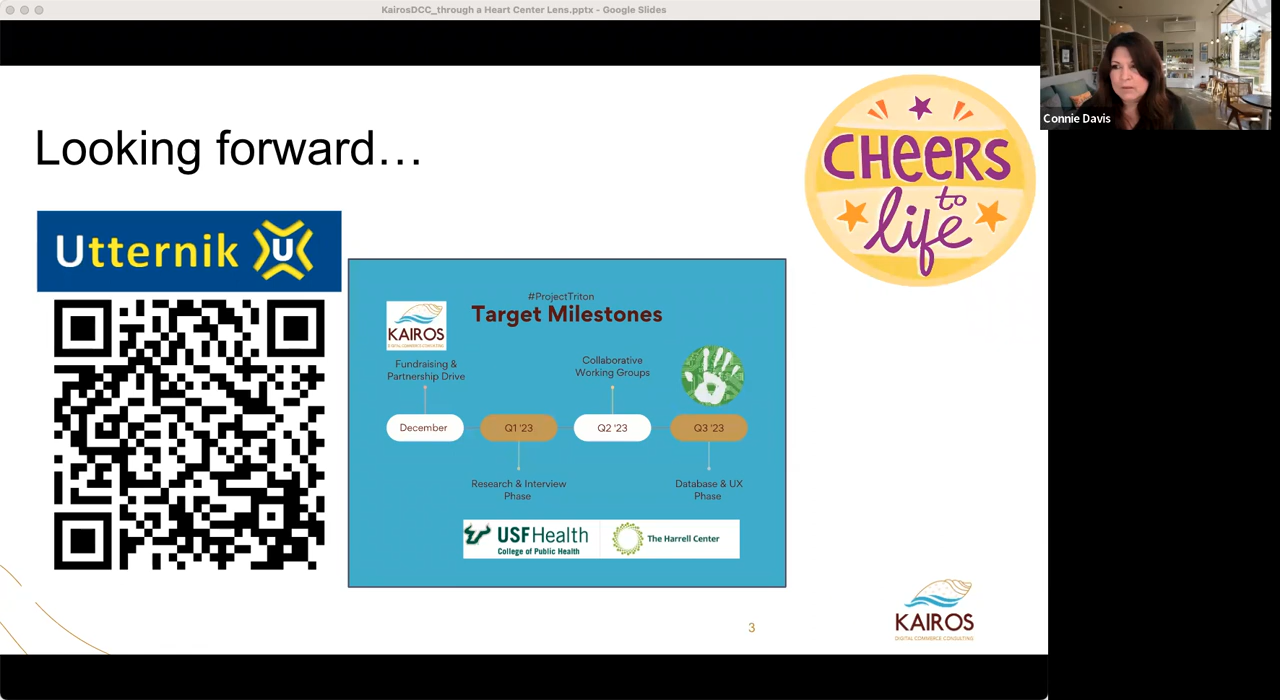 KairosDCC_through a Heart Center Lens.pptx - Google Slides
Connie Davis
Looking forward…
CHEERS
to
life
Utternik U
#ProjectTriton
Target Milestones
KAIROS
DIGITAL COMMERCE CONSULTING
Fundraising &
Partnership Drive
Collaborative
Working Groups
December
Q1 '23
Q2 '23
Q3 '23
Research & Interview
Phase
Database & UX
Phase
USFHealth
College of Public Health
The Harrell Center
3
KAIROS
DIGITAL COMMERCE CONSULTING